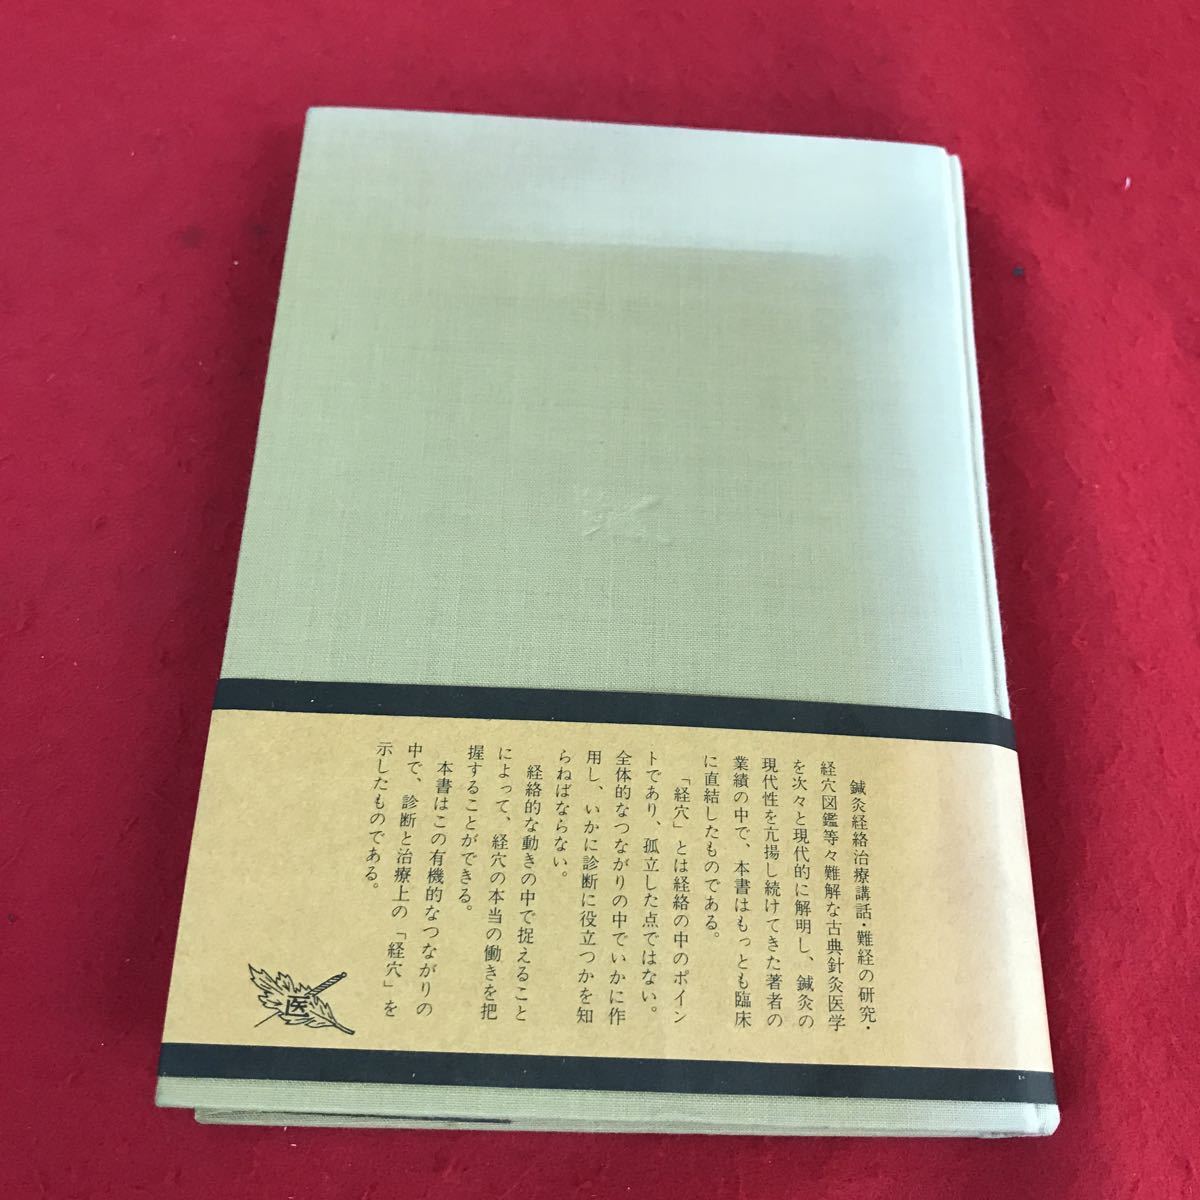 鍼灸経絡治療講話・難経の研究・
経穴図鑑等々難解な古典針灸医学
を次々と現代的に解明し、鍼灸の
現代性を亢揚し続けてきた著者の
業績の中で、本書はもっとも臨床
に直結したものである。
「経穴」とは経絡の中のポイン
トであり、孤立した点ではない。
全体的なつながりの中でいかに作
用し、いかに診断に役立つかを知
らねばならない。
経絡的な動きの中で捉えること
によって、経穴の本当の働きを把
握することができる。
本書はこの有機的なつながりの
中で、診断と治療上の「経穴」を
示したものである。
医